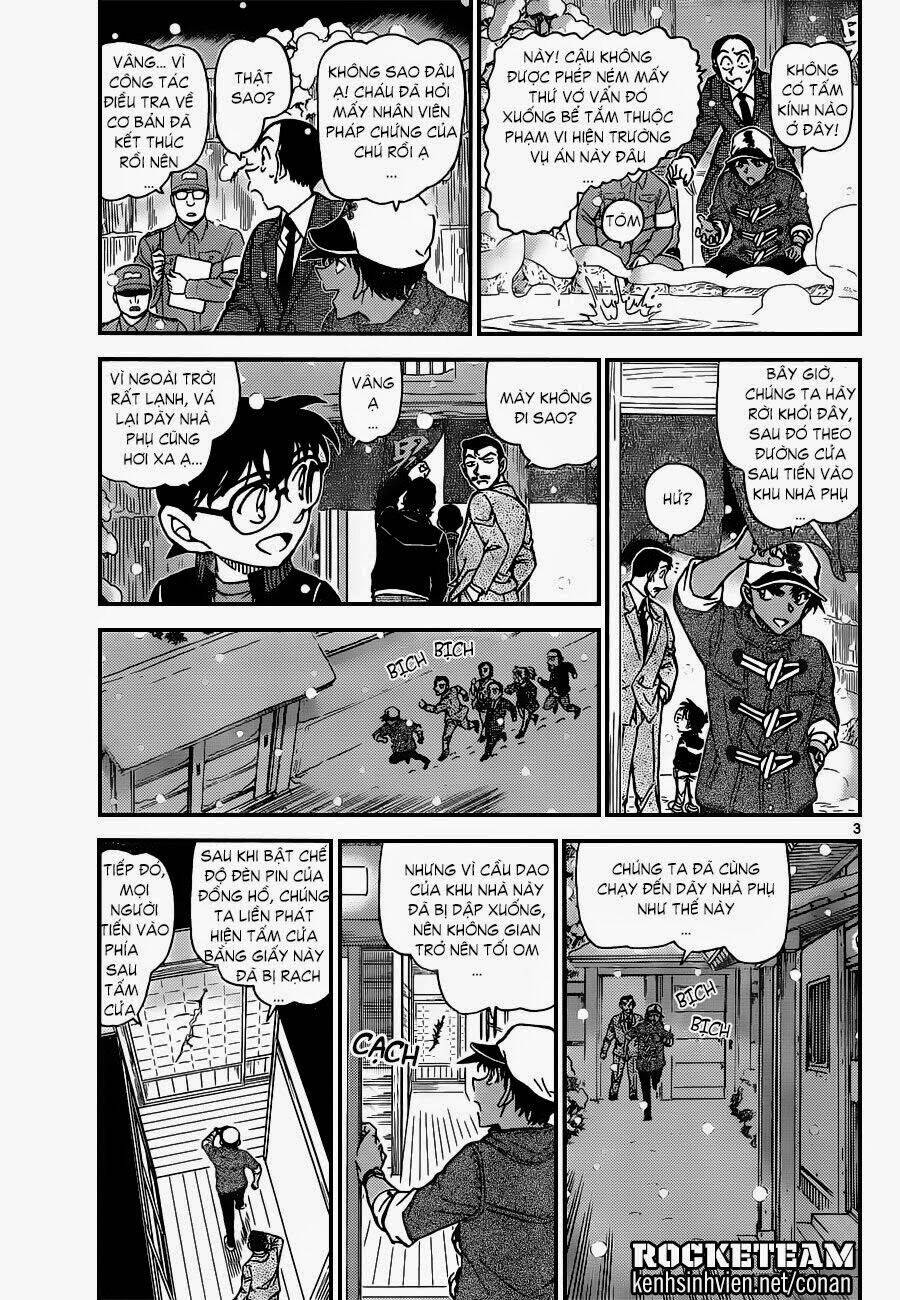 KHÔNG
CÓ TẤM
KÍNH NÀO
Ở ĐÂY!
NÀY! CẬU KHÔNG
ĐƯỢC PHÉP NÉM MẤY
THỨ VỚ VẨN ĐÓ
XUỐNG BỂ TẮM THUỘC
PHẠM VI HIỆN TRƯỜNG
VỤ ÁN NÀY ĐÂU
...
TÕM
KHÔNG SAO ĐÂU
Ạ! CHÁU ĐÃ HỎI
MẤY NHÂN VIÊN
PHÁP CHỨNG CỦA
CHÚ RỒI Ạ
THẬT
SAO?
VÂNG... VÌ
CÔNG TÁC
ĐIỀU TRA VỀ
CƠ BẢN ĐÃ
KẾT THÚC
RỒI NÊN
...
BÂY GIỜ,
CHÚNG TA HÃY
RỜI KHỎI ĐÂY,
SAU ĐÓ THEO
ĐƯỜNG CỬA
SAU TIẾN VÀO
KHU NHÀ PHỤ
...
HỨ?
MÀY KHÔNG
ĐI SAO?
VÂNG
Ạ
...
男
VÌ NGOÀI TRỜI
RẤT LẠNH, VẢ
LẠI DÃY NHÀ
PHỤ CŨNG
HƠI XA Ạ...
BỊCH BỊCH
3
CHÚNG TA ĐÃ CÙNG
CHẠY ĐẾN DÃY NHÀ PHỤ
NHƯ THẾ NÀY
...
BỊCH
BỊCH
NHƯNG VÌ CẦU DAO
CỦA KHU NHÀ NÀY
ĐÃ BỊ DẬP XUỐNG,
NÊN KHÔNG GIAN
TRỞ NÊN TỐI OM
...
CẠCH
SAU KHI BẬT CHẾ
ĐỘ ĐÈN PIN CỦA
ĐỒNG HỒ, CHÚNG
TA LIỀN PHÁT
HIỆN TẤM CỬA
BẰNG GIẤY NÀY
ĐÃ BỊ RẠCH
...
TIẾP ĐÓ,
MỌI
NGƯỜI
TIẾN VÀO
PHÍA
SAU
TẤM
CỬA
ROCKETEAM
kenhsinhvien.net/conan